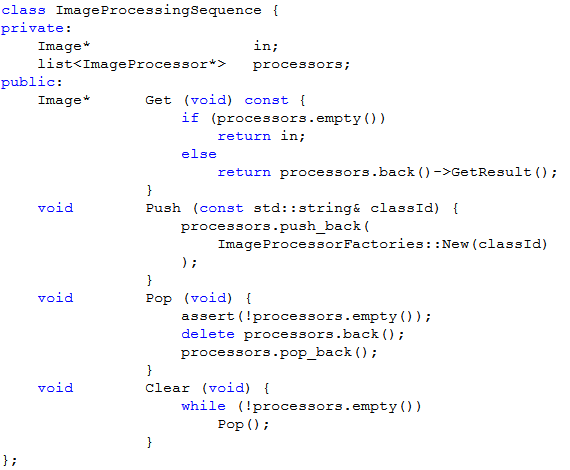 class ImageProcessingSequence {
private:
    Image*                  in;
    list<ImageProcessor*>   processors;
public:
    Image*      Get (void) const {
                    if (processors.empty())
                        return in;
                    else
                        return processors.back()->GetResult();
                }
    void        Push (const std::string& classId) {
                    processors.push_back(
                        ImageProcessorFactories::New(classId)
                    );
                }
    void        Pop (void) {
                    assert(!processors.empty());
                    delete processors.back();
                    processors.pop_back();
                }
    void        Clear (void) {
                    while (!processors.empty())
                        Pop();
                }
};